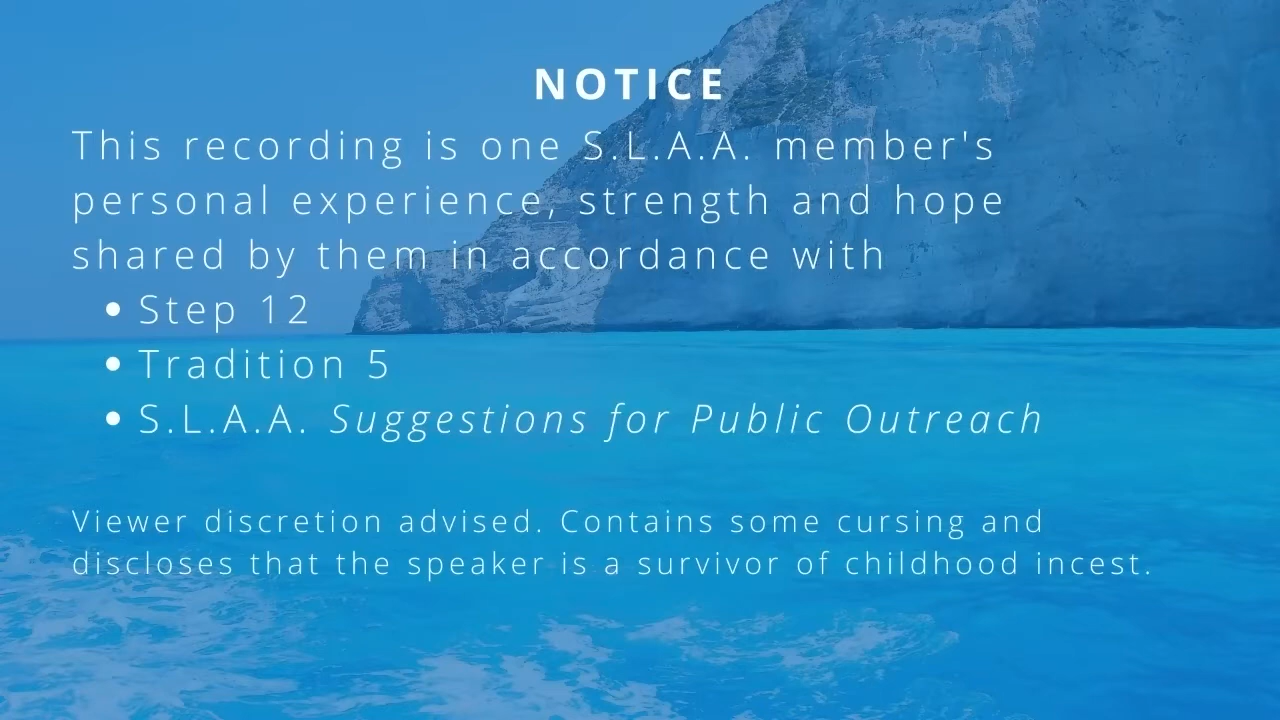 NOTICE
This recording is one S.L.A.A. member's
personal experience, strength and hope
shared by them in accordance with
• Step 12
• Tradition 5
• S.L.A.A. Suggestions for Public Outreach
Viewer discretion advised. Contains some cursing and
discloses that the speaker is a survivor of childhood incest.